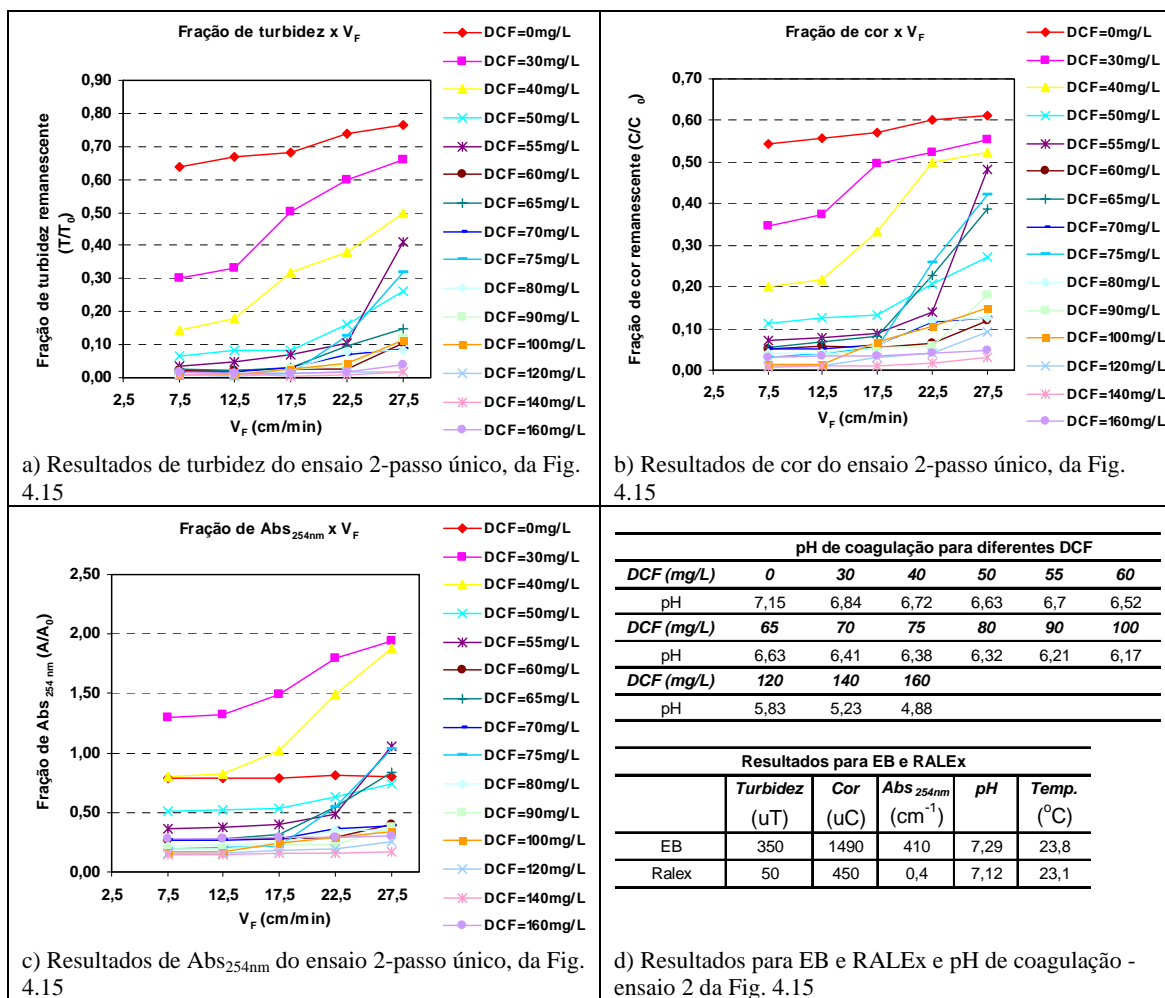 Fração de turbidez x V_F
Fração de turbidez remanescente
(T/T_0)
0,90
0,80
0,70
0,60
0,50
0,40
0,30
0,20
0,10
0,00
2,5 7,5 12,5 17,5 22,5 27,5
V_F (cm/min)
DCF=0mg/L
DCF=30mg/L
DCF=40mg/L
DCF=50mg/L
DCF=55mg/L
DCF=60mg/L
DCF=65mg/L
DCF=70mg/L
DCF=75mg/L
DCF=80mg/L
DCF=90mg/L
DCF=100mg/L
DCF=120mg/L
DCF=140mg/L
DCF=160mg/L
a) Resultados de turbidez do ensaio 2-passo único, da Fig.
4.15
Fração de cor x V_F
Fração de cor remanescente (C/C_0)
0,70
0,60
0,50
0,40
0,30
0,20
0,10
0,00
2,5 7,5 12,5 17,5 22,5 27,5
V_F (cm/min)
DCF=0mg/L
DCF=30mg/L
DCF=40mg/L
DCF=50mg/L
DCF=55mg/L
DCF=60mg/L
DCF=65mg/L
DCF=70mg/L
DCF=75mg/L
DCF=80mg/L
DCF=90mg/L
DCF=100mg/L
DCF=120mg/L
DCF=140mg/L
DCF=160mg/L
b) Resultados de cor do ensaio 2-passo único, da Fig.
4.15
Fração de Abs254nm x V_F
Fração de Abs 254 nm (A/A_0)
2,50
2,00
1,50
1,00
0,50
0,00
2,5 7,5 12,5 17,5 22,5 27,5
V_F (cm/min)
DCF=0mg/L
DCF=30mg/L
DCF=40mg/L
DCF=50mg/L
DCF=55mg/L
DCF=60mg/L
DCF=65mg/L
DCF=70mg/L
DCF=75mg/L
DCF=80mg/L
DCF=90mg/L
DCF=100mg/L
DCF=120mg/L
DCF=140mg/L
DCF=160mg/L
c) Resultados de Abs254nm do ensaio 2-passo único, da Fig.
4.15
pH de coagulação para diferentes DCF
DCF (mg/L) 0 30 40 50 55 60
pH 7,15 6,84 6,72 6,63 6,7 6,52
DCF (mg/L) 65 70 75 80 90 100
pH 6,63 6,41 6,38 6,32 6,21 6,17
DCF (mg/L) 120 140 160
pH 5,83 5,23 4,88
Resultados para EB e RALEx
Turbidez Cor Abs 254nm pH Temp.
(uT) (uC) (cm⁻¹) (°C)
EB 350 1490 410 7,29 23,8
Ralex 50 450 0,4 7,12 23,1
d) Resultados para EB e RALEx e pH de coagulação -
ensaio 2 da Fig. 4.15